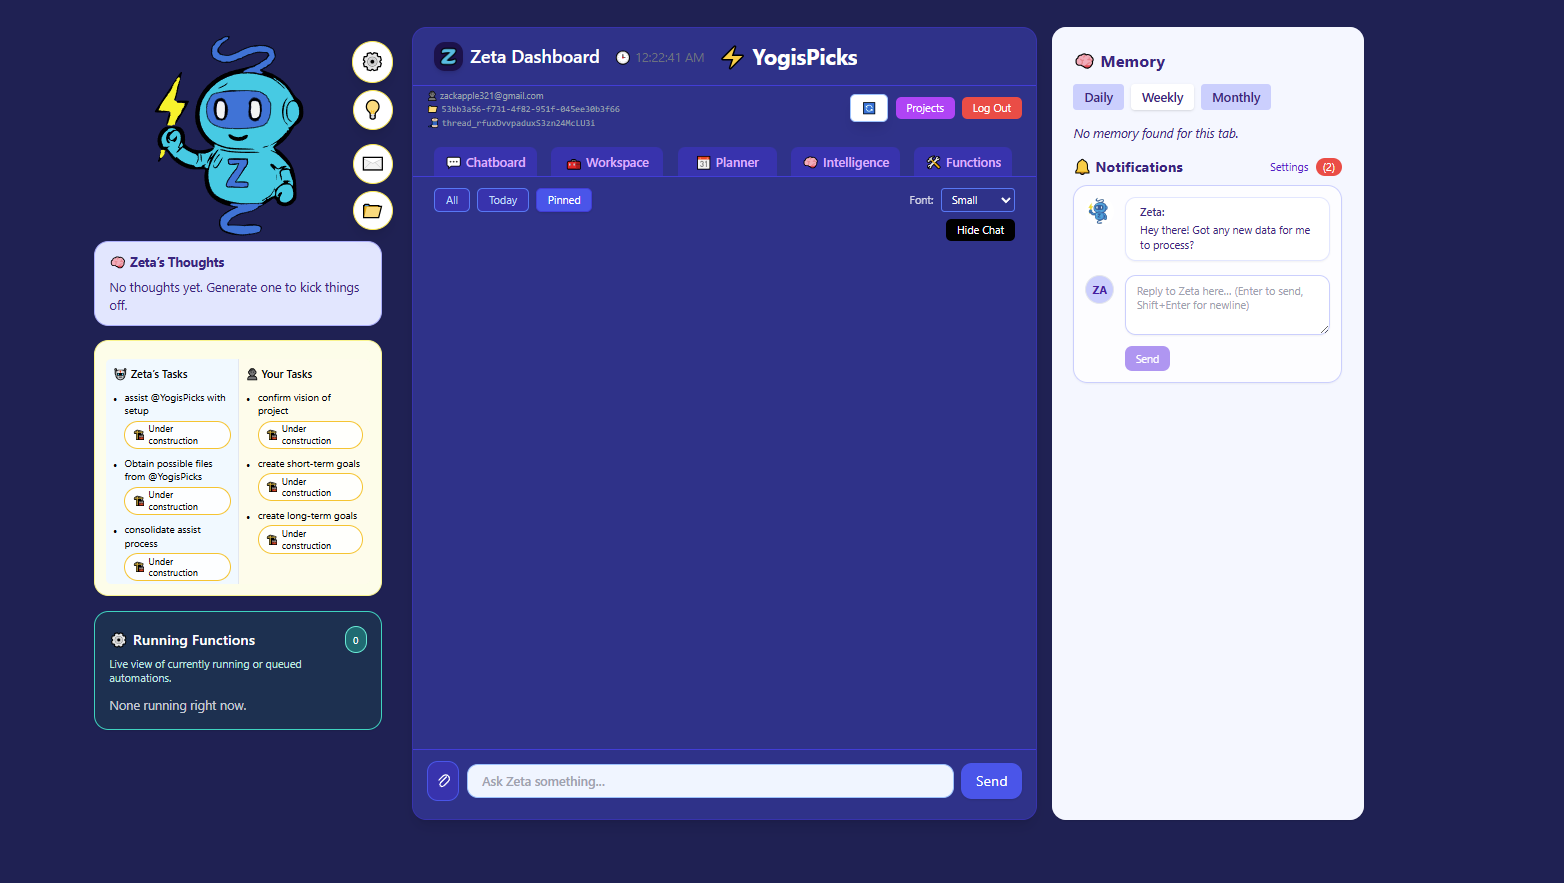 Z
Zeta's Thoughts
No thoughts yet. Generate one to kick things
off.
Zeta's Tasks
assist @YogisPicks with
setup
Under
construction
Obtain possible files
from @YogisPicks
Under
construction
consolidate assist
process
Under
construction
Your Tasks
confirm vision of
project
Under
construction
create short-term goals
Under
construction
create long-term goals
Under
construction
Running Functions
0
Live view of currently running or queued
automations.
None running right now.
Z Zeta Dashboard 12:22:41 AM YogisPicks
zackapple321@gmail.com
53bb3a56-f731-4f82-951f-045ee30b3f66
thread_rfuxDvvpaduxS3zn24McLU3i
Projects Log Out
Chatboard Workspace Planner Intelligence Functions
All Today Pinned Font: Small
Hide Chat
Ask Zeta something... Send
Memory
Daily Weekly Monthly
No memory found for this tab.
Notifications Settings (2)
Zeta:
Hey there! Got any new data for me
to process?
ZA
Reply to Zeta here... (Enter to send,
Shift+Enter for newline)
Send